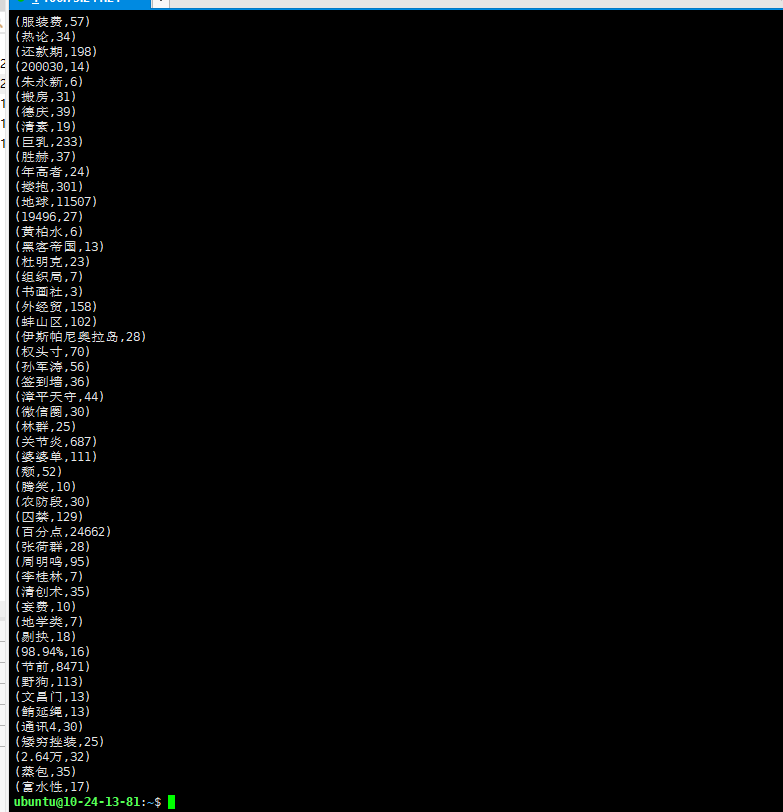 (服装费,57)
(热论,34)
(还款期,198)
(200030,14)
(朱永新,6)
(搬房,31)
(德庆,39)
(清素,19)
(巨乳,233)
(胜赫,37)
(年高者,24)
(搂抱,301)
(地球,11507)
(19496,27)
(黄柏水,6)
(黑客帝国,13)
(杜明克,23)
(组织局,7)
(书画社,3)
(外经贸,158)
(蚌山区,102)
(伊斯帕尼奥拉岛,28)
(权头寸,70)
(孙军涛,56)
(签到墙,36)
(漳平天守,44)
(微信圈,30)
(林群,25)
(关节炎,687)
(婆婆单,111)
(颓,52)
(腾笑,10)
(农防段,30)
(囚禁,129)
(百分点,24662)
(张荷群,28)
(周明鸣,95)
(李桂林,7)
(清创术,35)
(妄费,10)
(地学类,7)
(剔抉,18)
(98.94%,16)
(节前,8471)
(野狗,113)
(文昌门,13)
(鲔延绳,13)
(通讯4,30)
(矮穷挫装,25)
(2.64万,32)
(蒸包,35)
(富水性,17)
ubuntu@10-24-13-81:~$